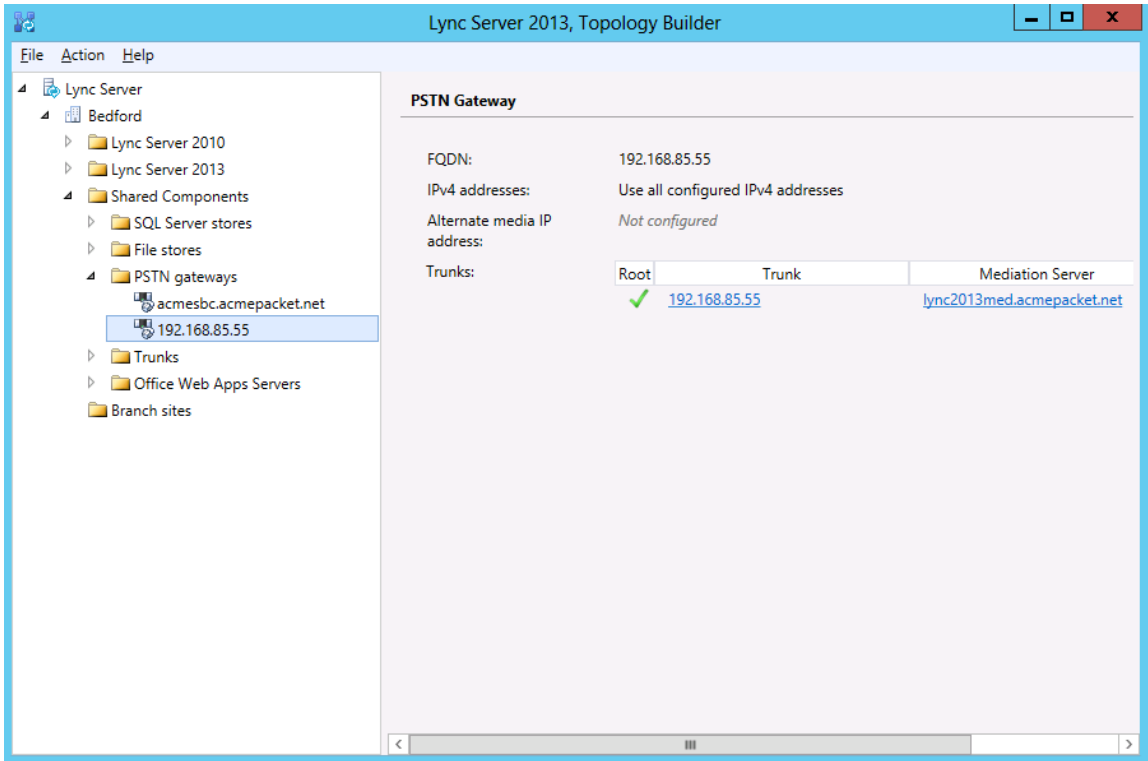 Lync Server 2013, Topology Builder
x
File Action Help
Lync Server
Bedford
Lync Server 2010
Lync Server 2013
Shared Components
SQL Server stores
File stores
PSTN gateways
acmesbc.acmepacket.net
192.168.85.55
Trunks
Office Web Apps Servers
Branch sites
PSTN Gateway
FQDN: 192.168.85.55
IPv4 addresses: Use all configured IPv4 addresses
Alternate media IP Not configured
address:
Trunks: Root Trunk Mediation Server
192.168.85.55 lync2013med.acmepacket.net